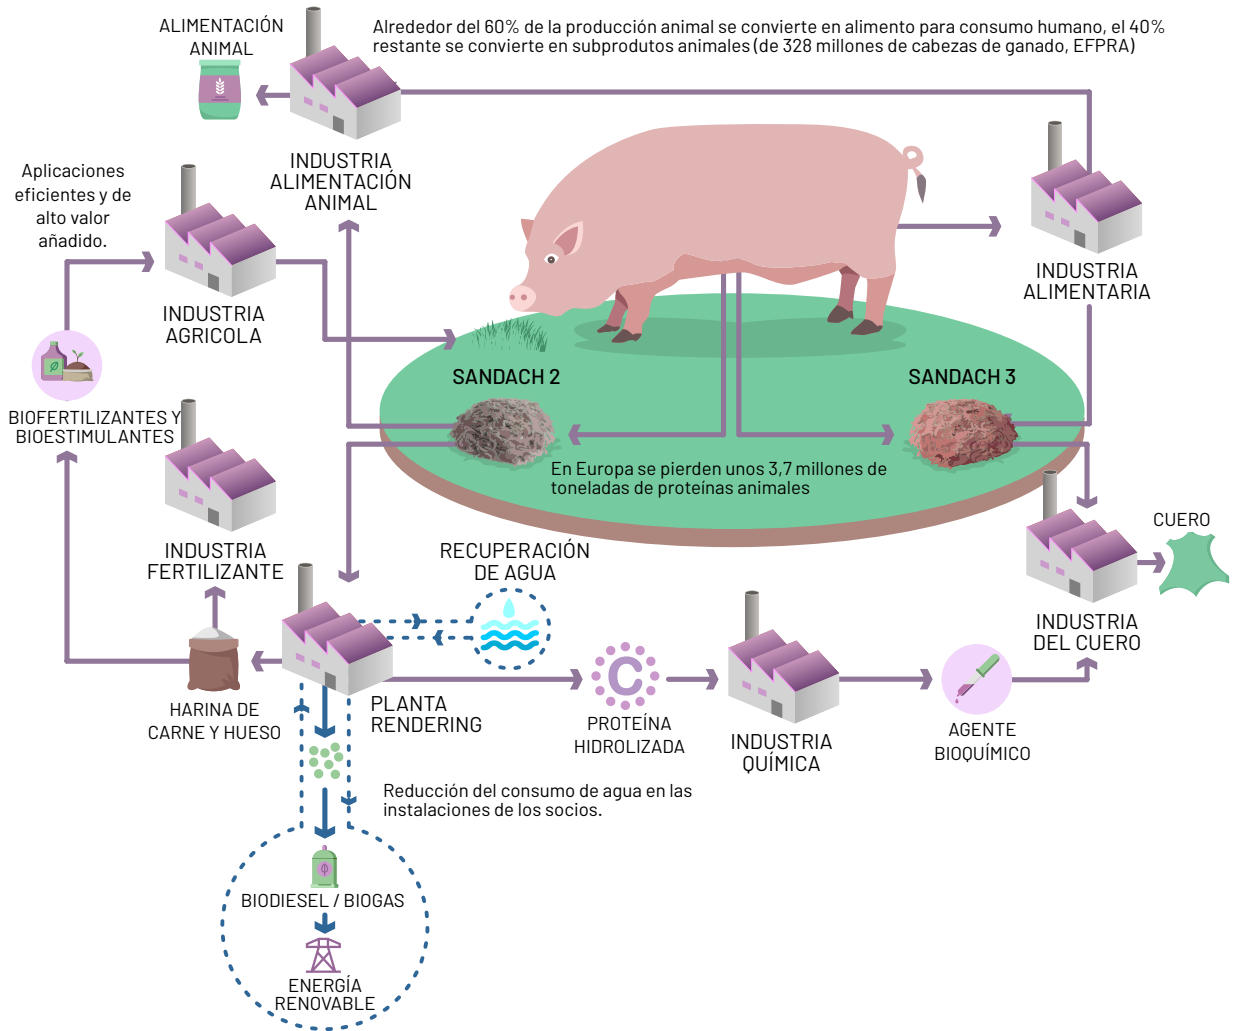 ALIMENTACIÓN
ANIMAL
Alrededor del 60% de la producción animal se convierte en alimento para consumo humano, el 40%
restante se convierte en subprodutos animales (de 328 millones de cabezas de ganado, EFPRA)
INDUSTRIA
ALIMENTACIÓN
ANIMAL
Aplicaciones
eficientes y de
alto valor
añadido.
INDUSTRIA
ALIMENTARIA
INDUSTRIA
AGRICOLA
SANDACH 2
SANDACH 3
BIOFERTILIZANTES Y
BIOESTIMULANTES
En Europa se pierden unos 3,7 millones de
toneladas de proteínas animales
CUERO
INDUSTRIA
FERTILIZANTE
RECUPERACIÓN
DE AGUA
INDUSTRIA
DEL CUERO
C
HARINA DE
CARNE Y HUESO
PLANTA
RENDERING
PROTEÍNA
HIDROLIZADA
INDUSTRIA
QUÍMICA
AGENTE
BIOQUÍMICO
Reducción del consumo de agua en las
instalaciones de los socios.
BIODIESEL / BIOGAS
ENERGÍA
RENOVABLE